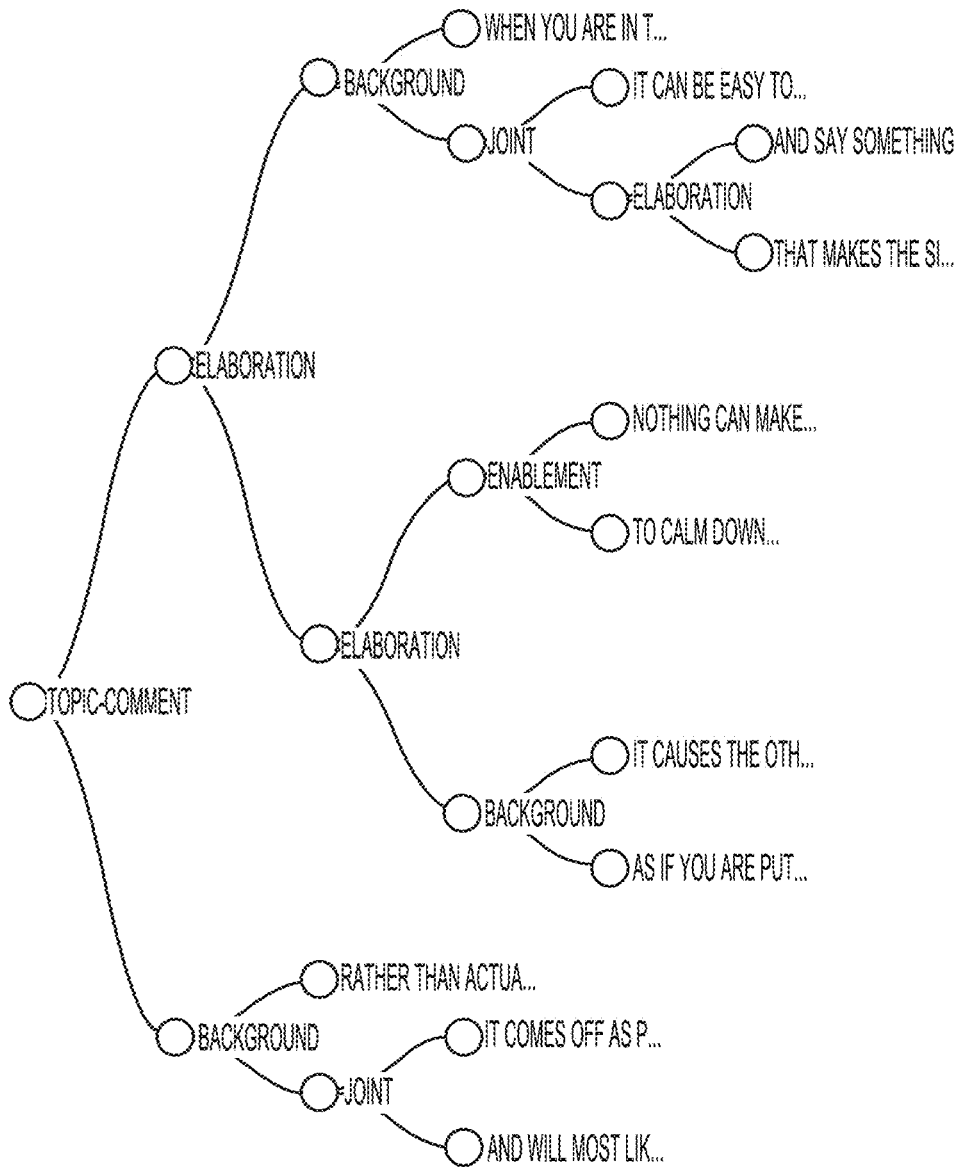 WHEN YOU ARE IN T...
BACKGROUND
IT CAN BE EASY TO...
JOINT
AND SAY SOMETHING
ELABORATION
THAT MAKES THE SI...
ELABORATION
NOTHING CAN MAKE...
ENABLEMENT
TO CALM DOWN...
ELABORATION
TOPIC-COMMENT
IT CAUSES THE OTH...
BACKGROUND
AS IF YOU ARE PUT...
RATHER THAN ACTUA...
BACKGROUND
IT COMES OFF AS P...
JOINT
AND WILL MOST LIK...